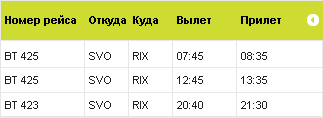 Номер рейса Откуда Куда Вылет Прилет
BT 425 SVO RIX 07:45 08:35
BT 425 SVO RIX 12:45 13:35
BT 423 SVO RIX 20:40 21:30